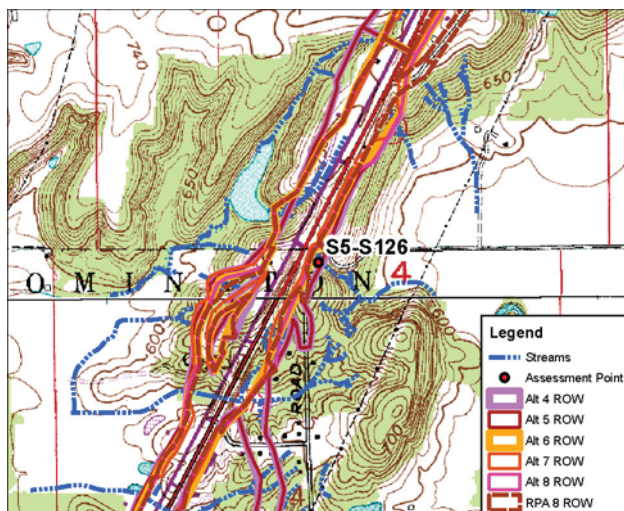 740
650
650
S5-S126
O M I N
4
600
600
ROAD
700
Legend
Streams
Assessment Point
Alt 4 ROW
Alt 5 ROW
Alt 6 ROW
Alt 7 ROW
Alt 8 ROW
RPA 8 ROW